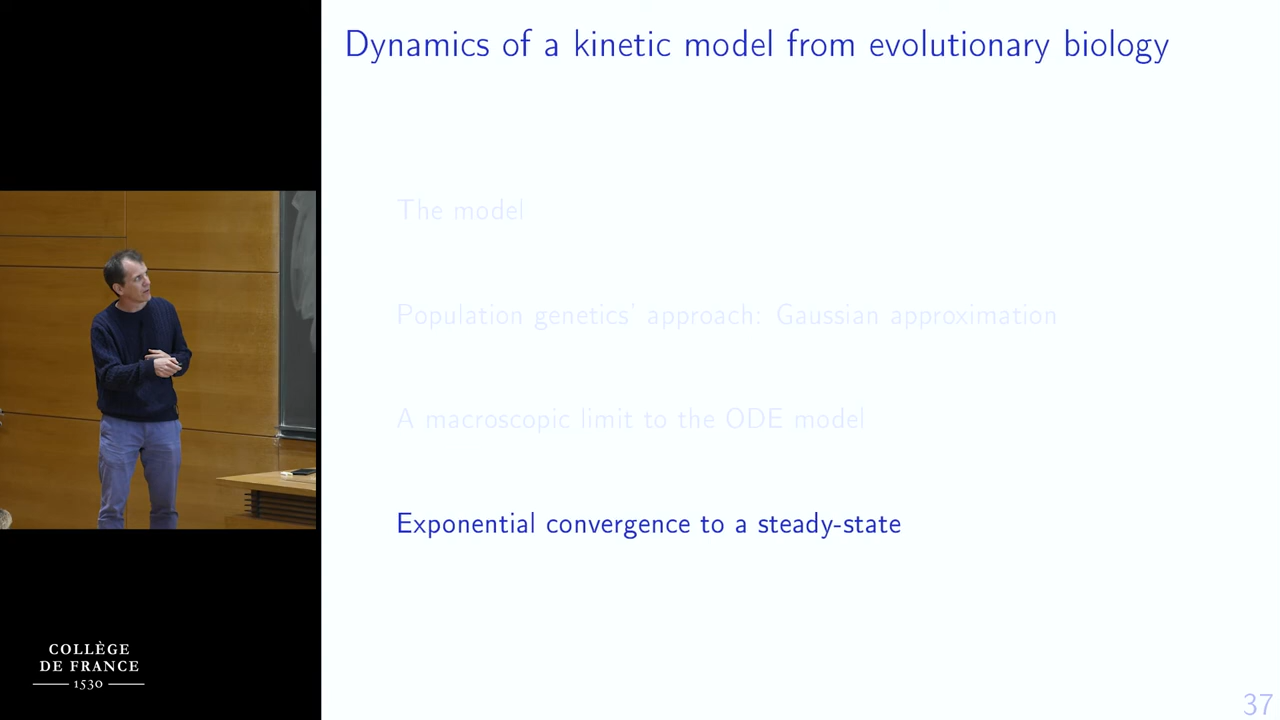 Dynamics of a kinetic model from evolutionary biology
The model
Population genetics' approach: Gaussian approximation
A macroscopic limit to the ODE model
Exponential convergence to a steady-state
COLLÈGE
DE FRANCE
1530
37